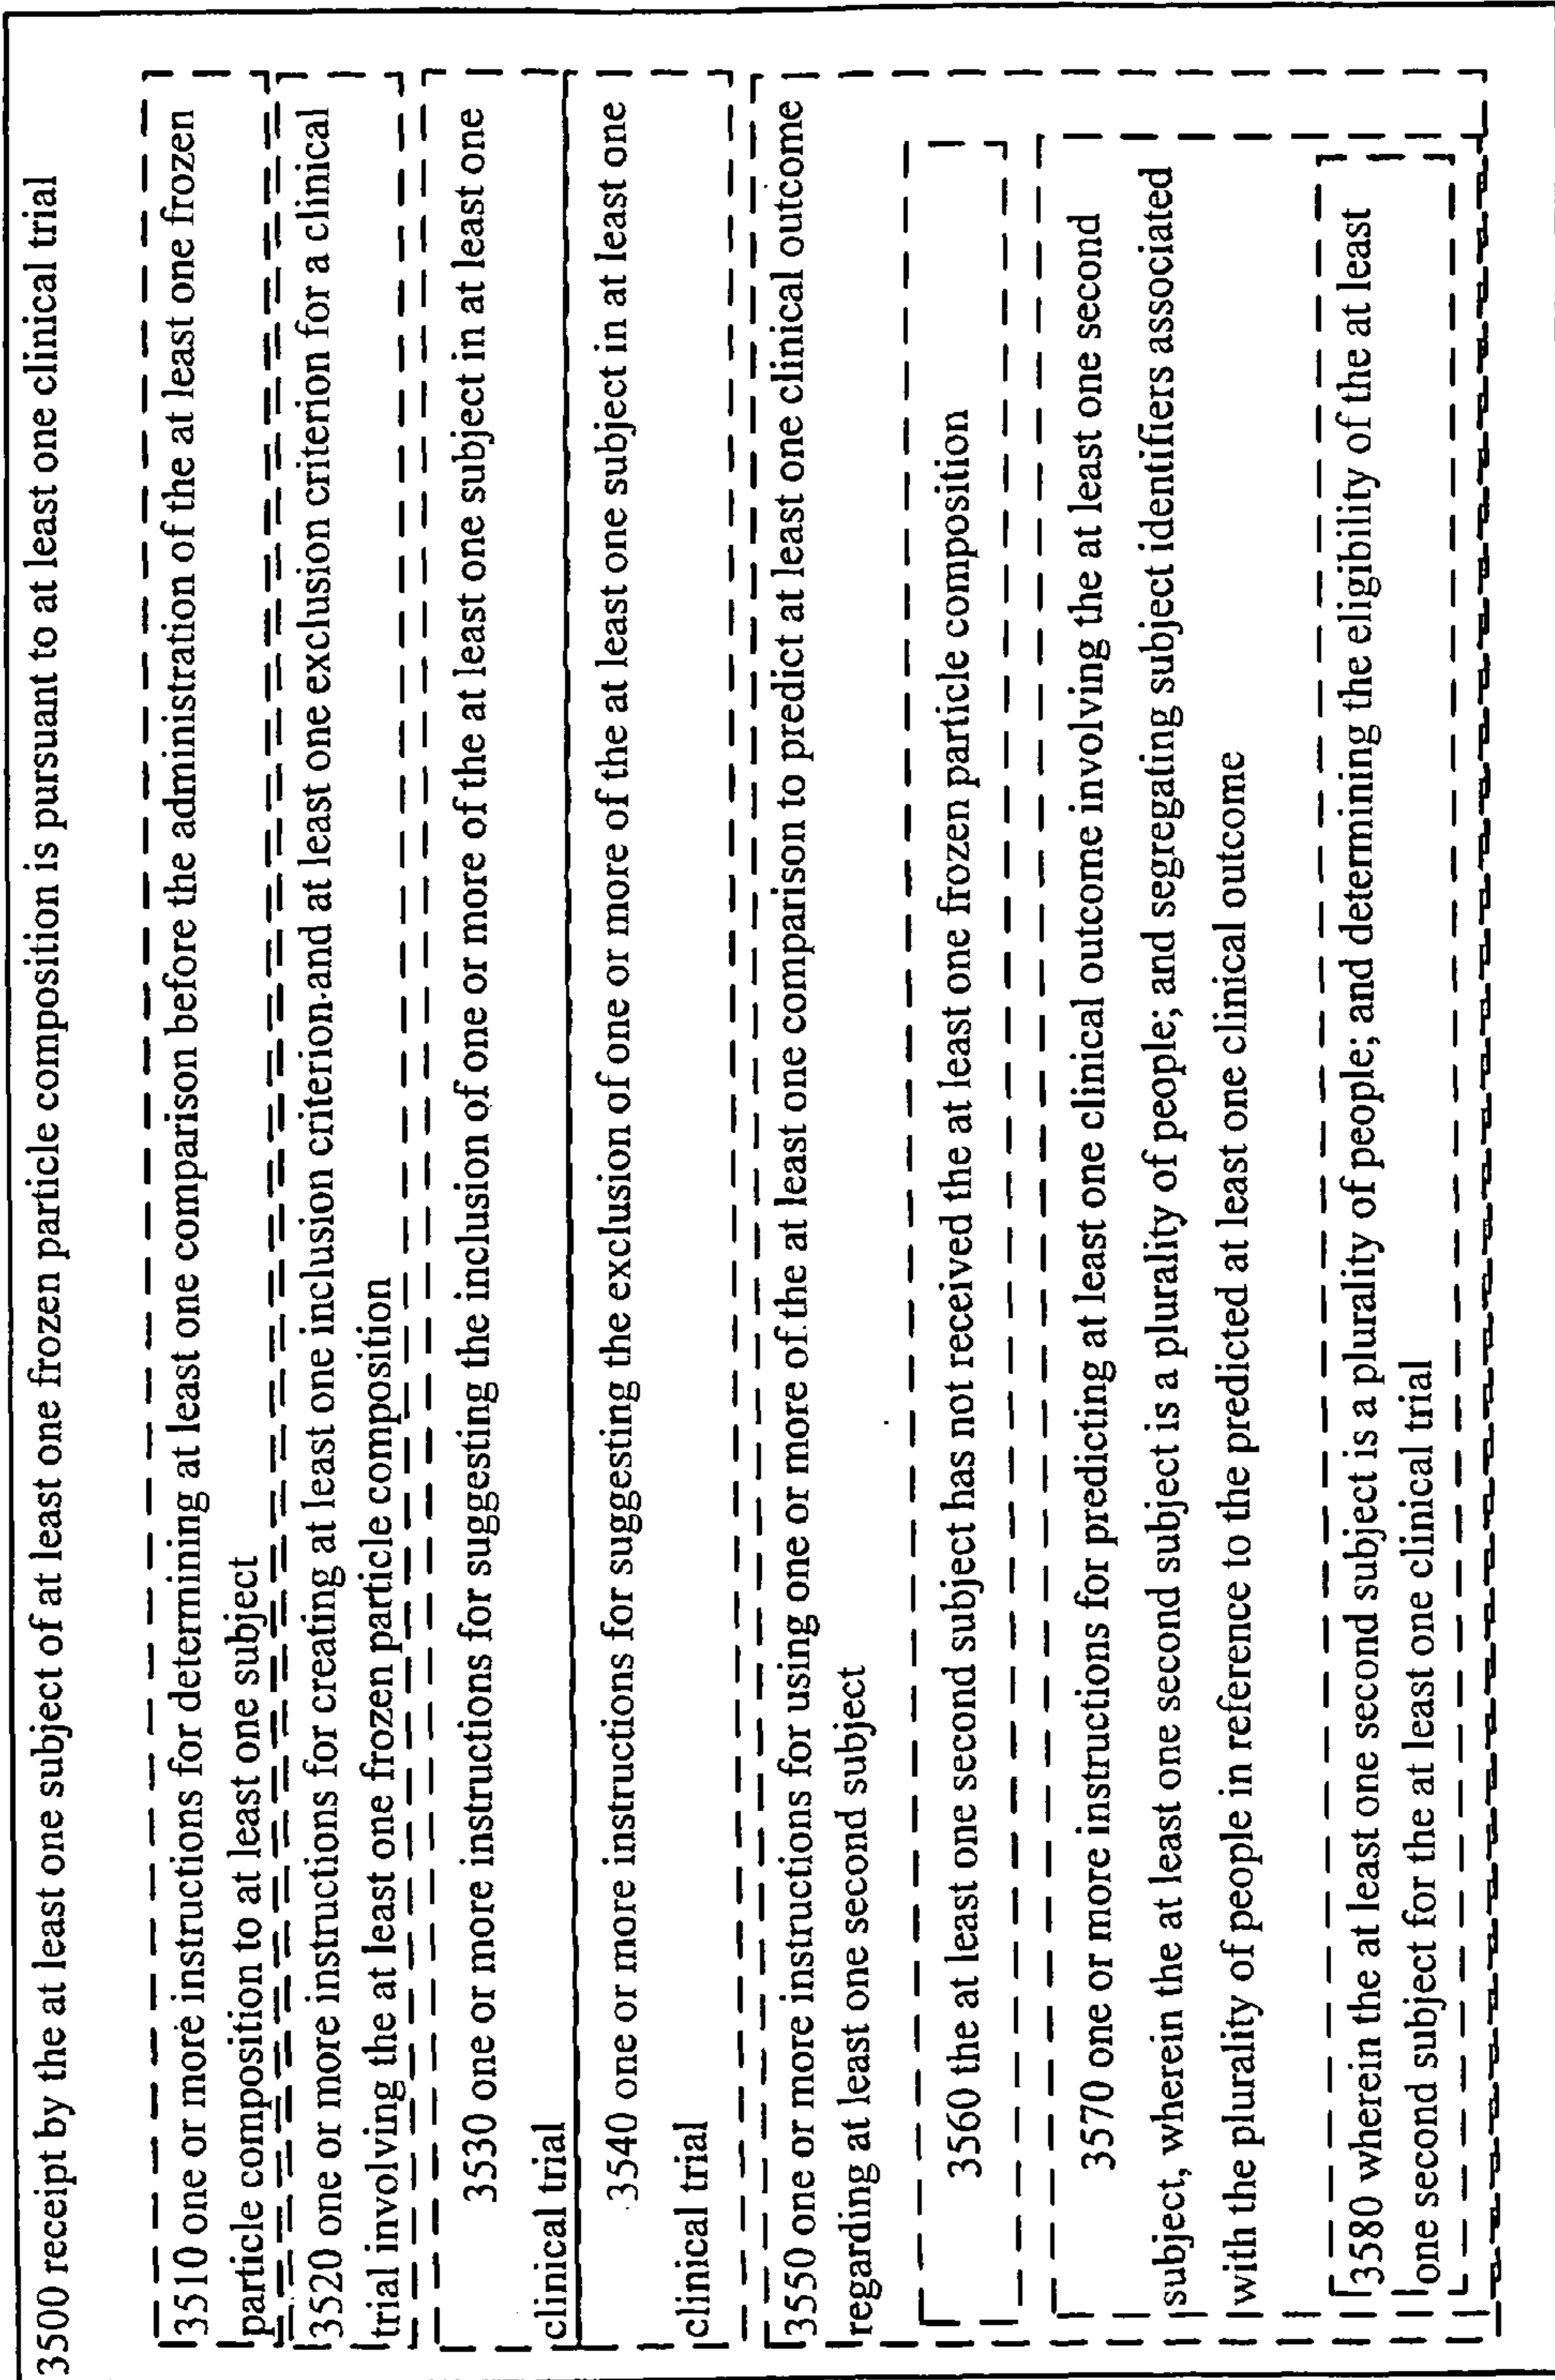 3500 receipt by the at least one subject of at least one frozen particle composition is pursuant to at least one clinical trial
3510 one or more instructions for determining at least one comparison before the administration of the at least one frozen
particle composition to at least one subject
3520 one or more instructions for creating at least one inclusion criterion and at least one exclusion criterion for a clinical
trial involving the at least one frozen particle composition
3530 one or more instructions for suggesting the inclusion of one or more of the at least one subject in at least one
clinical trial
3540 one or more instructions for suggesting the exclusion of one or more of the at least one subject in at least one
clinical trial
3550 one or more instructions for using one or more of the at least one comparison to predict at least one clinical outcome
regarding at least one second subject
3560 the at least one second subject has not received the at least one frozen particle composition
3570 one or more instructions for predicting at least one clinical outcome involving the at least one second
subject, wherein the at least one second subject is a plurality of people; and segregating subject identifiers associated
with the plurality of people in reference to the predicted at least one clinical outcome
3580 wherein the at least one second subject is a plurality of people; and determining the eligibility of the at least
one second subject for the at least one clinical trial